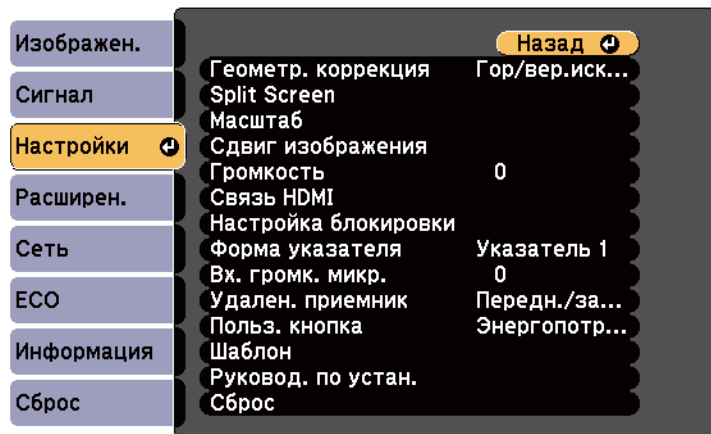 Изображен.
Сигнал
Настройки
Расширен.
Сеть
ECO
Информация
Сброс
Назад
Геометр. коррекция Гор/вер.иск...
Split Screen
Масштаб
Сдвиг изображения
Громкость 0
Связь HDMI
Настройка блокировки
Форма указателя Указатель 1
Вх. громк. микр. 0
Удален. приемник Передн./за...
Польз. кнопка Энергопотр...
Шаблон
Руковод. по устан.
Сброс